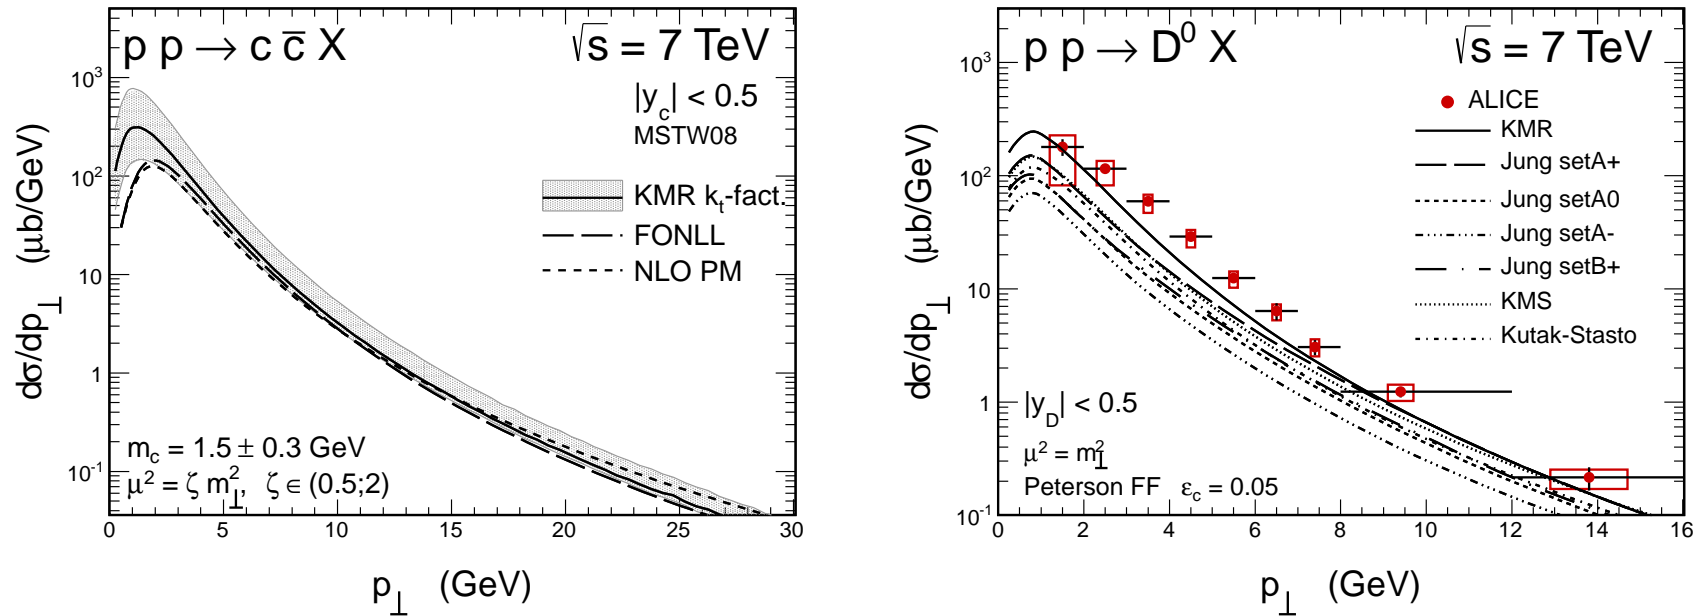 p p → c c̅ X √s = 7 TeV
|y_c| < 0.5
MSTW08
KMR k_t-fact.
FONLL
NLO PM
m_c = 1.5 ± 0.3 GeV
μ² = ζ m²_⊥, ζ ∈ (0.5;2)
dσ/dp_⊥ (μb/GeV)
10³
10²
10
1
10⁻¹
0 5 10 15 20 25 30
p_⊥ (GeV)
p p → D⁰ X √s = 7 TeV
ALICE
KMR
Jung setA+
Jung setA0
Jung setA-
Jung setB+
KMS
Kutak-Stasto
|y_D| < 0.5
μ² = m²_⊥
Peterson FF ε_c = 0.05
dσ/dp_⊥ (μb/GeV)
10³
10²
10
1
10⁻¹
0 2 4 6 8 10 12 14 16
p_⊥ (GeV)